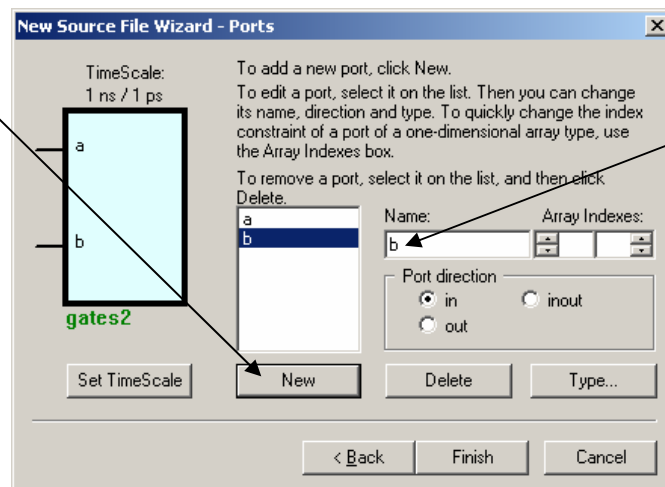 New Source File Wizard - Ports
TimeScale:
1 ns / 1 ps
a
b
gates2
Set TimeScale
To add a new port, click New.
To edit a port, select it on the list. Then you can change
its name, direction and type. To quickly change the index
constraint of a port of a one-dimensional array type, use
the Array Indexes box.
To remove a port, select it on the list, and then click
Delete.
a
b
Name:
Array Indexes:
b
Port direction
in
inout
out
New
Delete
Type...
< Back
Finish
Cancel